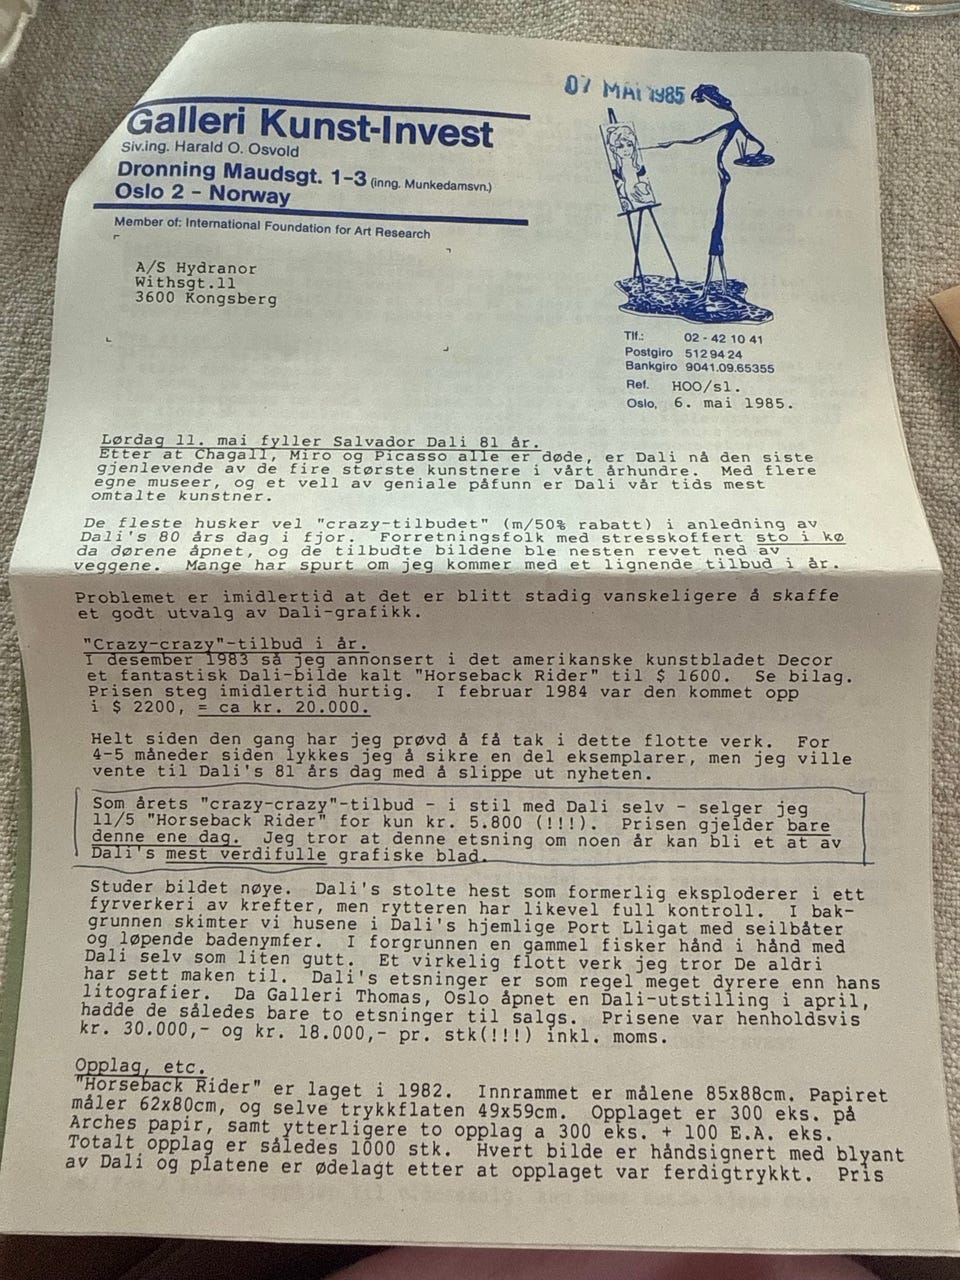 07 MAI 1985
Galleri Kunst-Invest
Siv.ing. Harald O. Osvold
Dronning Maudsgt. 1-3 (inng. Munkedamsvn.)
Oslo 2 - Norway
Member of: International Foundation for Art Research
A/S Hydranor
Withsgt.11
3600 Kongsberg
Tlf.: 02 - 42 10 41
Postgiro 512 94 24
Bankgiro 9041.09.65355
Ref. HOO/sl.
Oslo, 6. mai 1985.
Lørdag 11. mai fyller Salvador Dali 81 år.
Etter at Chagall, Miro og Picasso alle er døde, er Dali nå den siste
gjenlevende av de fire største kunstnere i vårt århundre. Med flere
egne museer, og et vell av geniale påfunn er Dali vår tids mest
omtalte kunstner.
De fleste husker vel "crazy-tilbudet" (m/50% rabatt) i anledning av
Dali's 80 års dag i fjor. Forretningsfolk med stresskoffert sto i kø
da dørene åpnet, og de tilbudte bildene ble nesten revet ned av
veggene. Mange har spurt om jeg kommer med et lignende tilbud i år.
Problemet er imidlertid at det er blitt stadig vanskeligere å skaffe
et godt utvalg av Dali-grafikk.
"Crazy-crazy"-tilbud i år.
I desember 1983 så jeg annonsert i det amerikanske kunstbladet Decor
et fantastisk Dali-bilde kalt "Horseback Rider" til $ 1600. Se bilag.
Prisen steg imidlertid hurtig. I februar 1984 var den kommet opp
i $ 2200, = ca kr. 20.000.
Helt siden den gang har jeg prøvd å få tak i dette flotte verk. For
4-5 måneder siden lykkes jeg å sikre en del eksemplarer, men jeg ville
vente til Dali's 81 års dag med å slippe ut nyheten.
Som årets "crazy-crazy"-tilbud - i stil med Dali selv - selger jeg
11/5 "Horseback Rider" for kun kr. 5.800 (!!!). Prisen gjelder bare
denne ene dag. Jeg tror at denne etsning om noen år kan bli et at av
Dali's mest verdifulle grafiske blad.
Studer bildet nøye. Dali's stolte hest som formerlig eksploderer i ett
fyrverkeri av krefter, men rytteren har likevel full kontroll. I bak-
grunnen skimter vi husene i Dali's hjemlige Port Lligat med seilbåter
og løpende badenymfer. I forgrunnen en gammel fisker hånd i hånd med
Dali selv som liten gutt. Et virkelig flott verk jeg tror De aldri
har sett maken til. Dali's etsninger er som regel meget dyrere enn hans
litografier. Da Galleri Thomas, Oslo åpnet en Dali-utstilling i april,
hadde de således bare to etsninger til salgs. Prisene var henholdsvis
kr. 30.000,- og kr. 18.000,- pr. stk(!!!) inkl. moms.
Opplag, etc.
"Horseback Rider" er laget i 1982. Innrammet er målene 85x88cm. Papiret
måler 62x80cm, og selve trykkflaten 49x59cm. Opplaget er 300 eks. på
Arches papir, samt ytterligere to opplag a 300 eks. + 100 E.A. eks.
Totalt opplag er således 1000 stk. Hvert bilde er håndsignert med blyant
av Dali og platene er ødelagt etter at opplaget var ferdigtrykkt. Pris